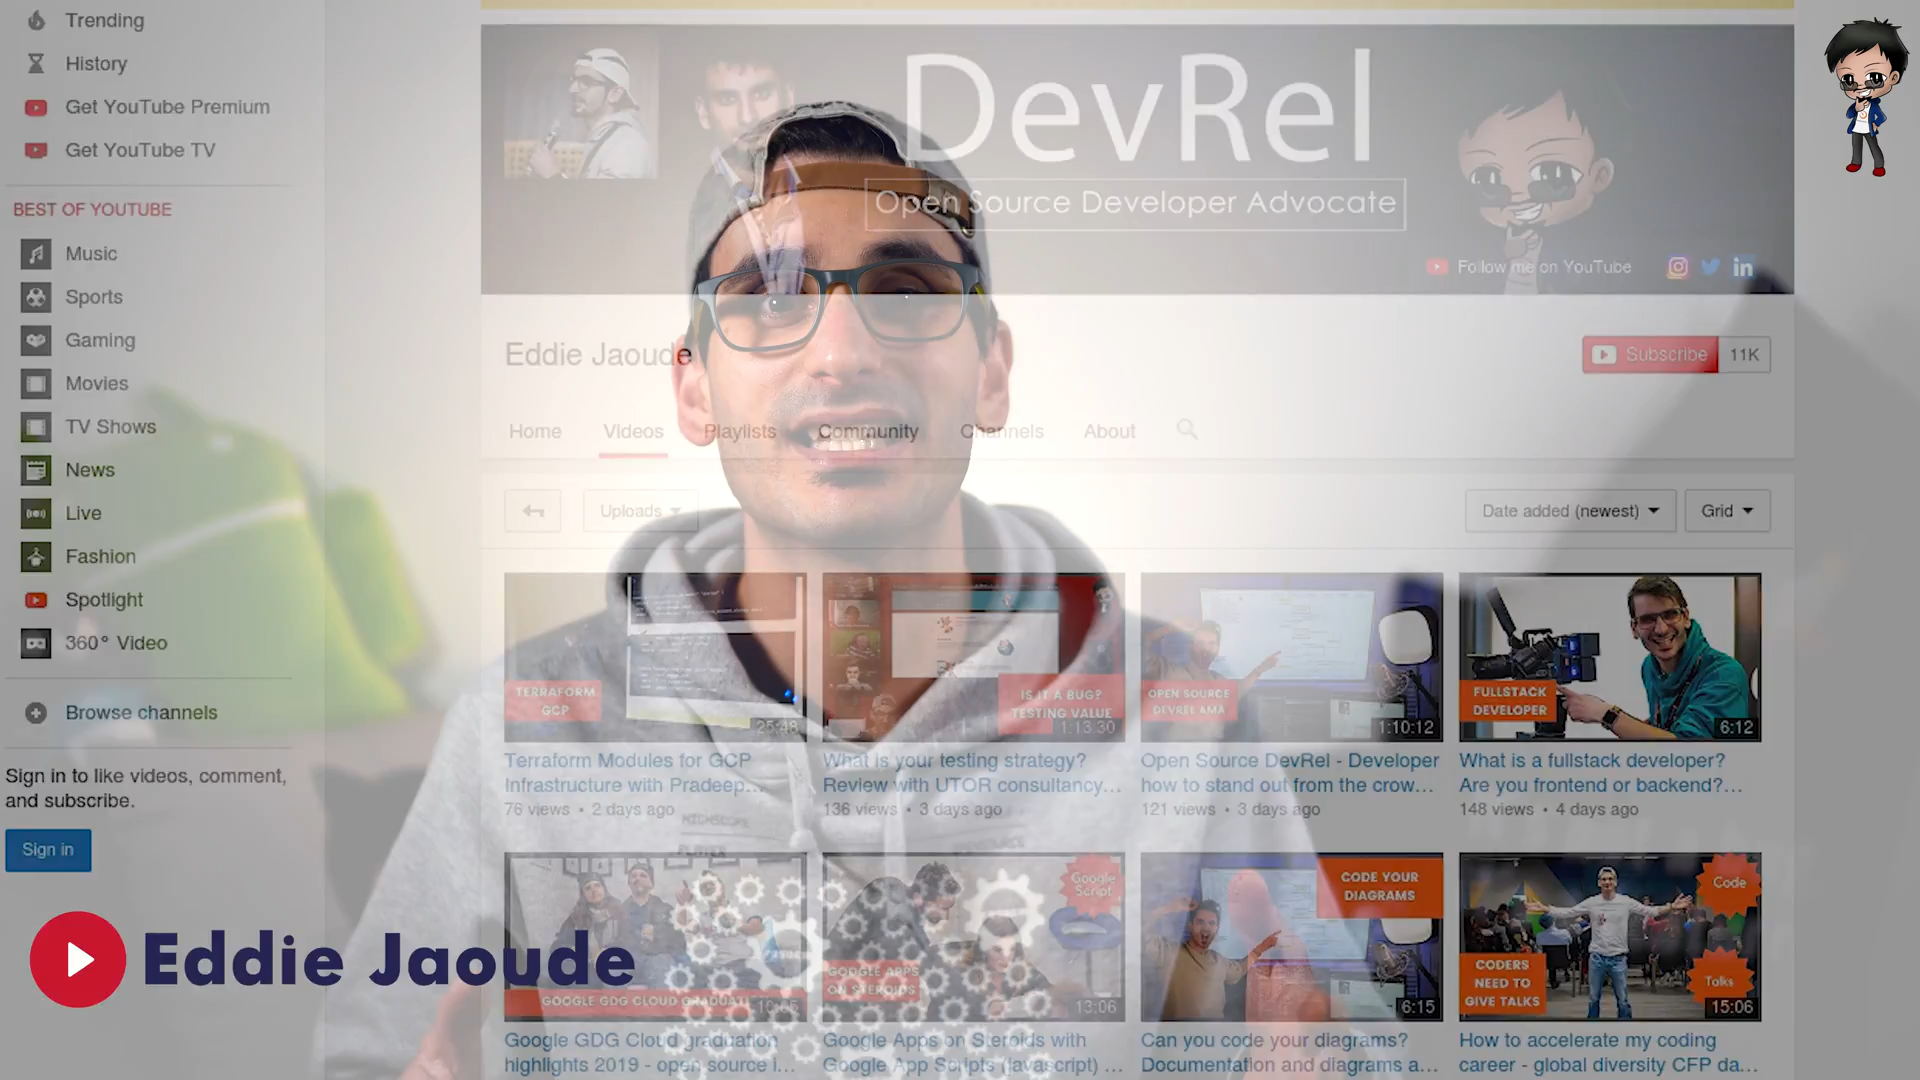 Trending
History
Get YouTube Premium
Get YouTube TV
BEST OF YOUTUBE
Music
Sports
Gaming
Movies
TV Shows
News
Live
Fashion
Spotlight
360° Video
Browse channels
Sign in to like videos, comment,
and subscribe.
Sign in
Eddie Jaoude
DevRel
Open Source Developer Advocate
Follow me on YouTube
Eddie Jaoude
Subscribe 11K
Home Videos Playlists Community Channels About
Uploads
Date added (newest) Grid
TERRAFORM
GCP
25:48
IS IT A BUG?
TESTING VALUE
1:13:30
OPEN SOURCE
DEVREL AMA
1:10:12
FULLSTACK
DEVELOPER
6:12
Terraform Modules for GCP
Infrastructure with Pradeep...
76 views • 2 days ago
What is your testing strategy?
Review with UTOR consultancy...
136 views • 3 days ago
Open Source DevRel - Developer
how to stand out from the crow...
121 views • 3 days ago
What is a fullstack developer?
Are you frontend or backend?...
148 views • 4 days ago
GOOGLE GDG CLOUD GRADUATI
Google
Script
GOOGLE APPS
ON STEROIDS
13:06
CODE YOUR
DIAGRAMS
6:15
Code
CODERS
NEED TO
GIVE TALKS
Talks
15:06
Google GDG Cloud graduation
highlights 2019 - open source i...
Google Apps on Steroids with
Google App Scripts (javascript) ...
Can you code your diagrams?
Documentation and diagrams a...
How to accelerate my coding
career - global diversity CFP da...